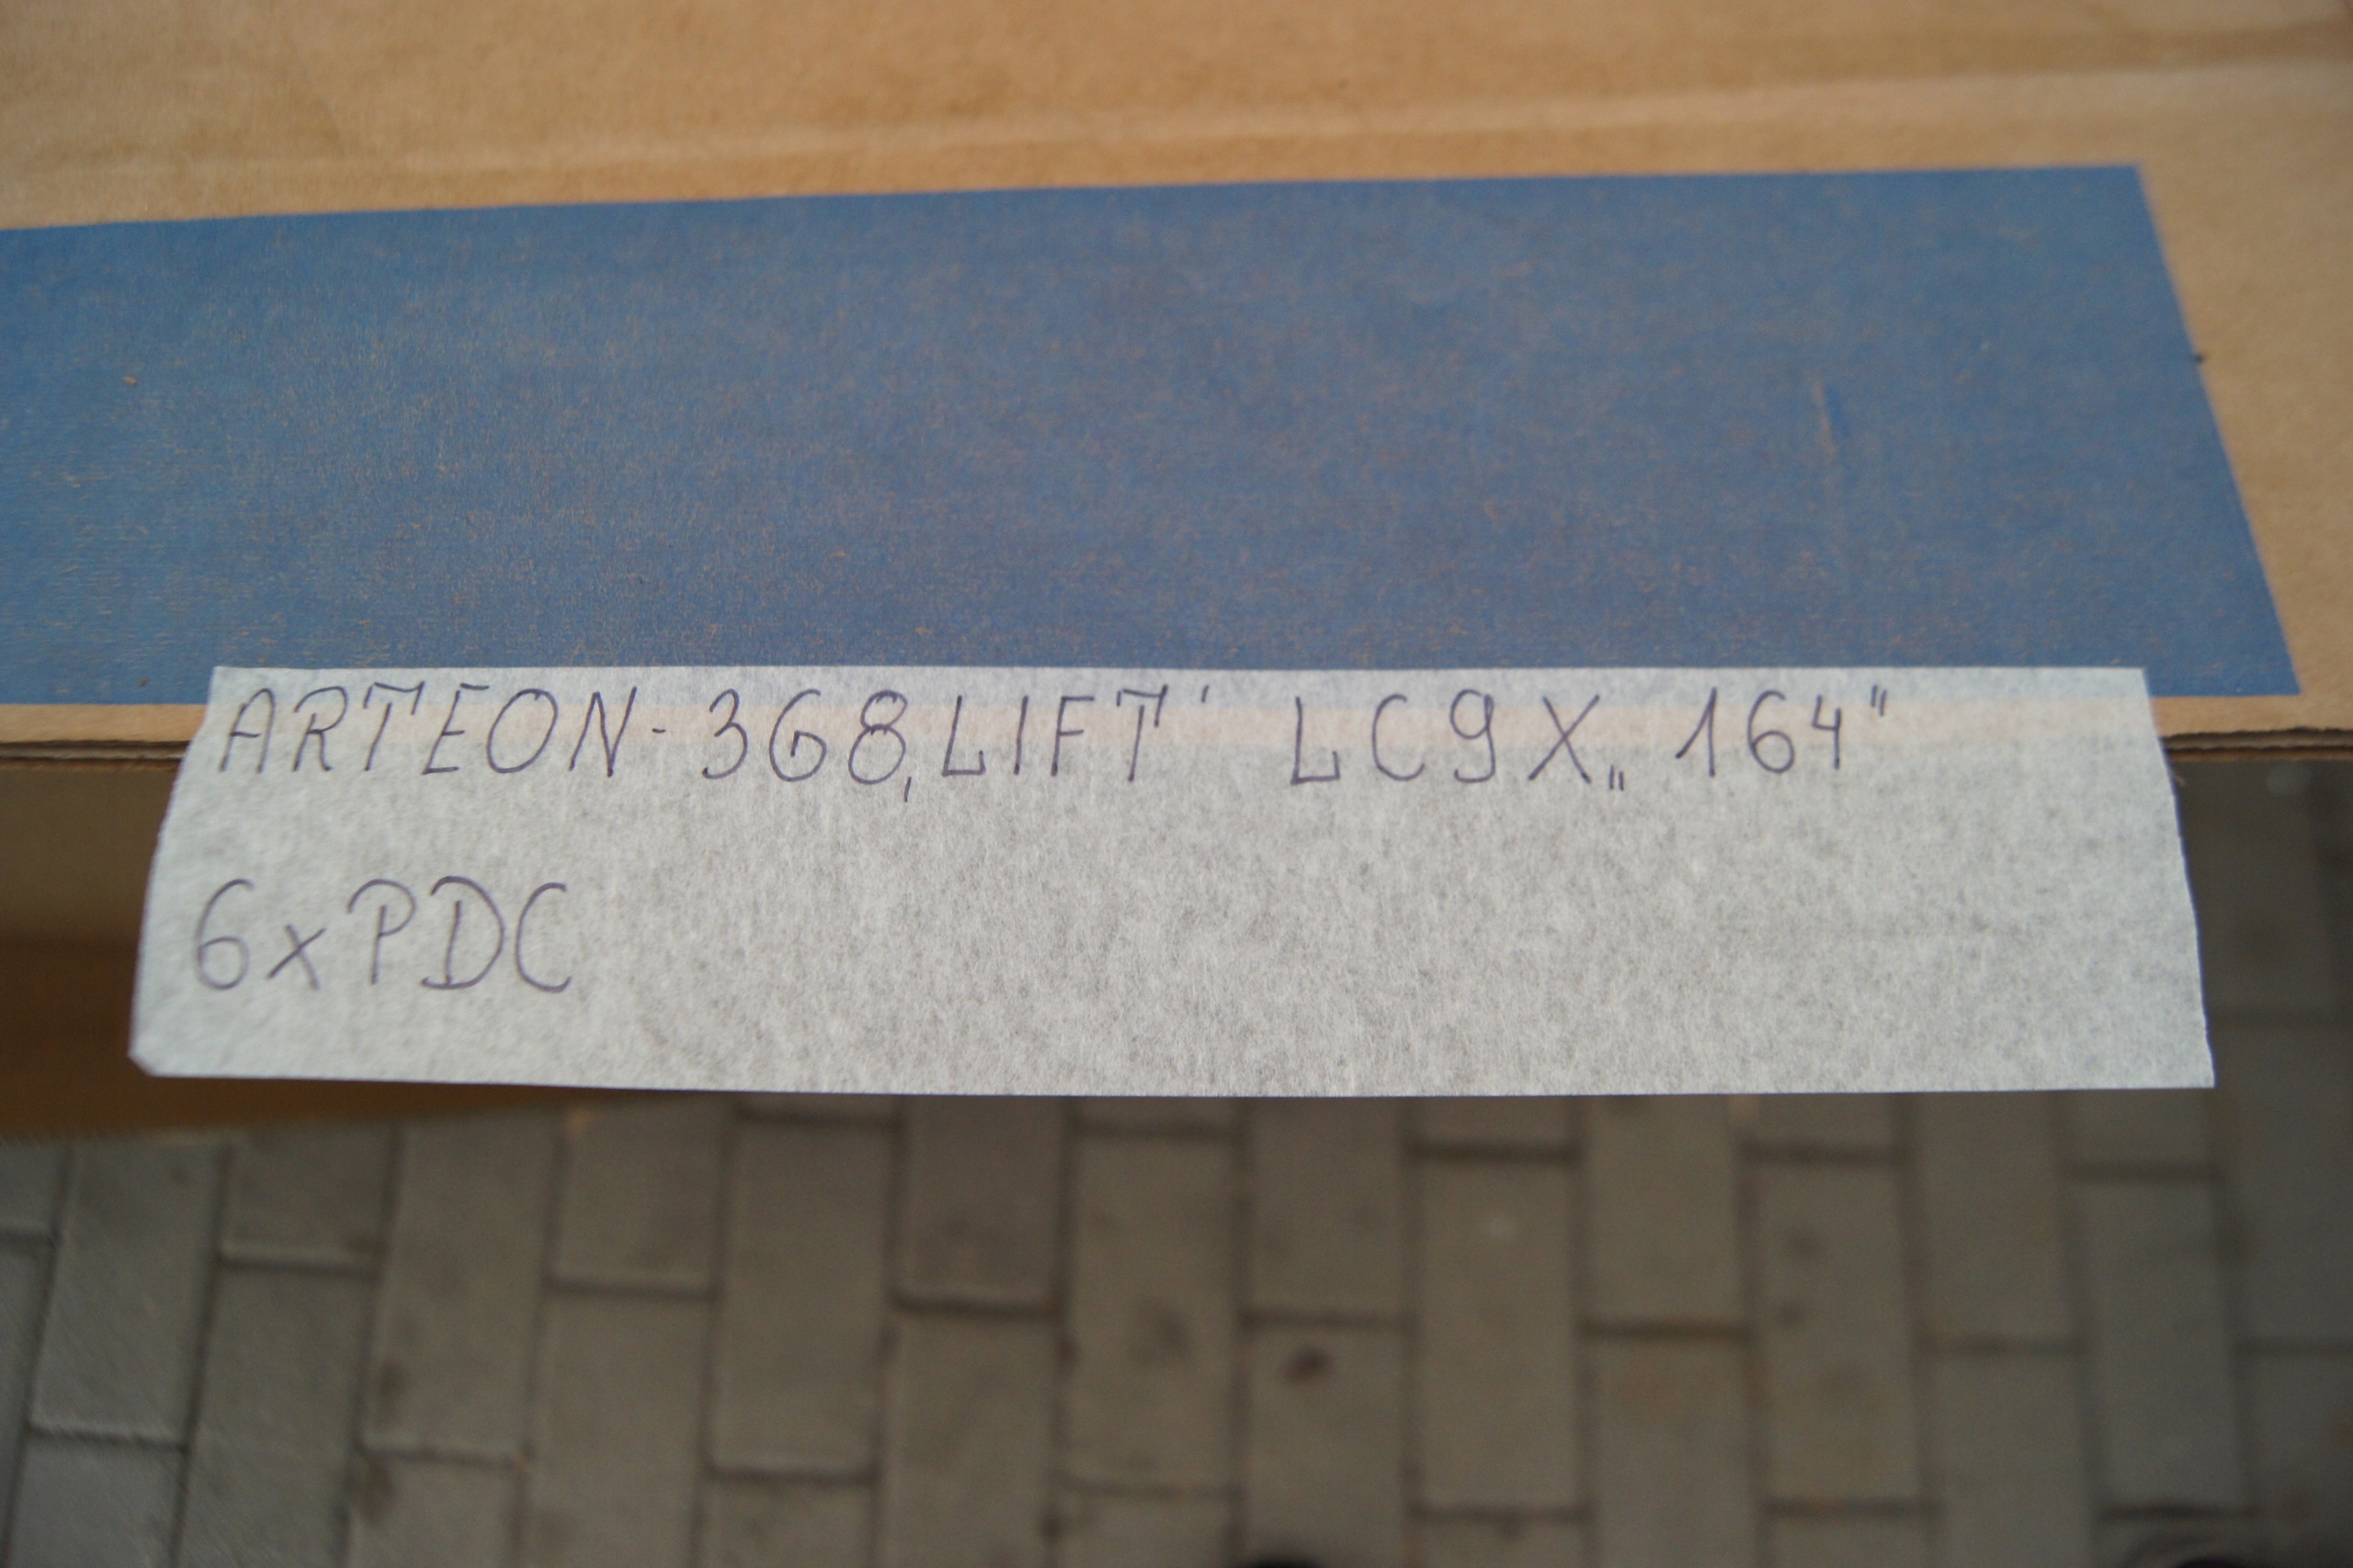 ARTEON-3G8,LIFT' LC9X„164"
6xPDC